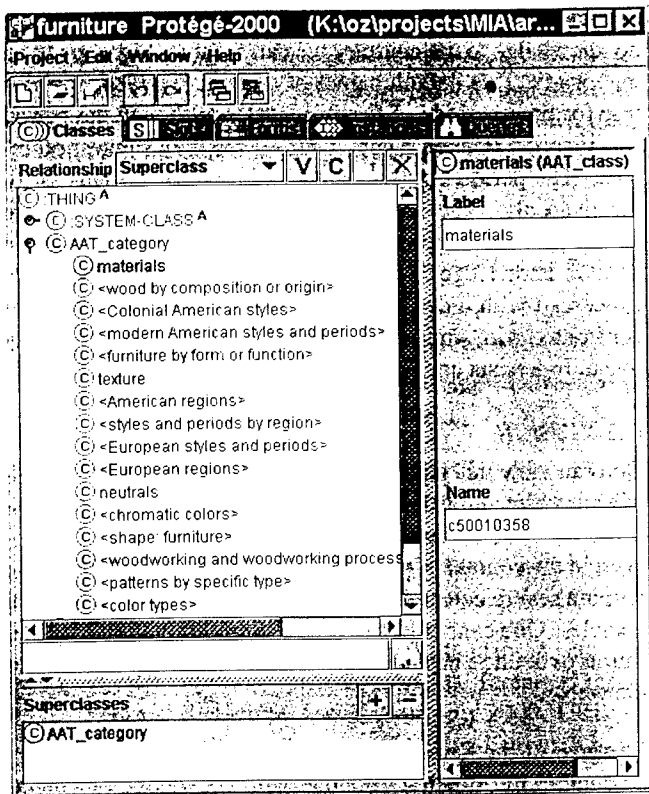 furniture Protégé-2000 (K:\oz\projects\MIA\ar...
Project Edit Window Help
C Classes S
Relationship Superclass V C X
C :THING A
C :SYSTEM-CLASS A
C AAT_category
C materials
C <wood by composition or origin>
C <Colonial American styles>
C <modern American styles and periods>
C <furniture by form or function>
C texture
C <American regions>
C <styles and periods by region>
C <European styles and periods>
C <European regions>
C neutrals
C <chromatic colors>
C <shape: furniture>
C <woodworking and woodworking process
C <patterns by specific type>
C <color types>
Superclasses + −
C AAT_category
C materials (AAT_class)
Label
materials
Name
c50010358